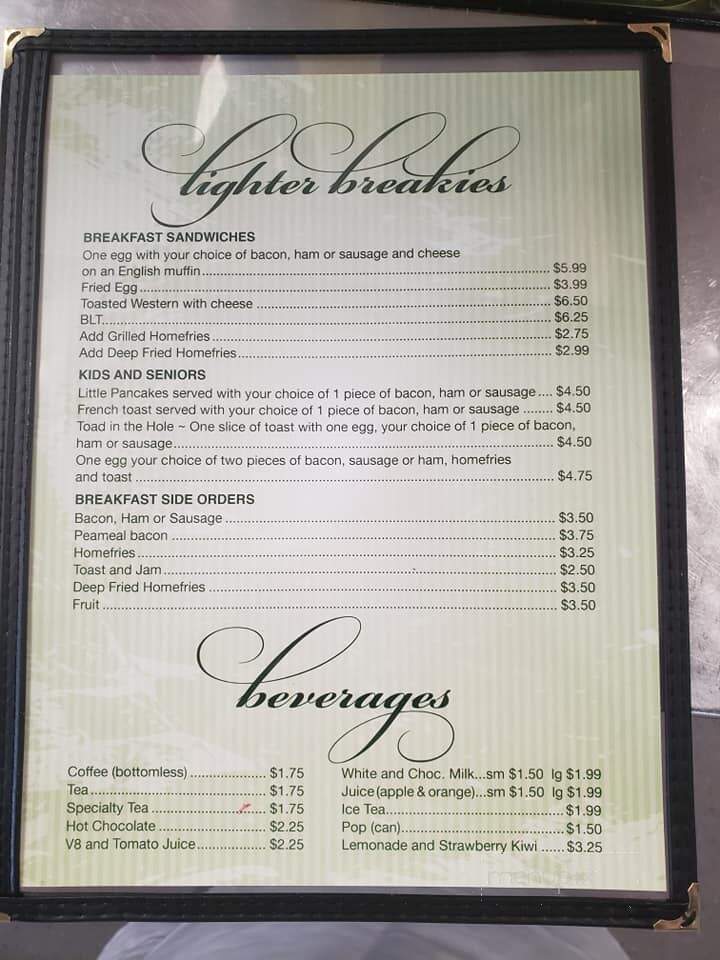 lighter breakies
BREAKFAST SANDWICHES
One egg with your choice of bacon, ham or sausage and cheese
on an English muffin........ $5.99
Fried Egg........ $3.99
Toasted Western with cheese ........ $6.50
BLT........ $6.25
Add Grilled Homefries........ $2.75
Add Deep Fried Homefries........ $2.99
KIDS AND SENIORS
Little Pancakes served with your choice of 1 piece of bacon, ham or sausage .... $4.50
French toast served with your choice of 1 piece of bacon, ham or sausage ........ $4.50
Toad in the Hole ~ One slice of toast with one egg, your choice of 1 piece of bacon,
ham or sausage........ $4.50
One egg your choice of two pieces of bacon, sausage or ham, homefries
and toast ........ $4.75
BREAKFAST SIDE ORDERS
Bacon, Ham or Sausage ........ $3.50
Peameal bacon ........ $3.75
Homefries ........ $3.25
Toast and Jam ........ $2.50
Deep Fried Homefries ........ $3.50
Fruit ........ $3.50
beverages
Coffee (bottomless) ........ $1.75
Tea ........ $1.75
Specialty Tea ........ $1.75
Hot Chocolate ........ $2.25
V8 and Tomato Juice........ $2.25
White and Choc. Milk...sm $1.50 lg $1.99
Juice (apple & orange)...sm $1.50 lg $1.99
Ice Tea........ $1.99
Pop (can)........ $1.50
Lemonade and Strawberry Kiwi ...... $3.25